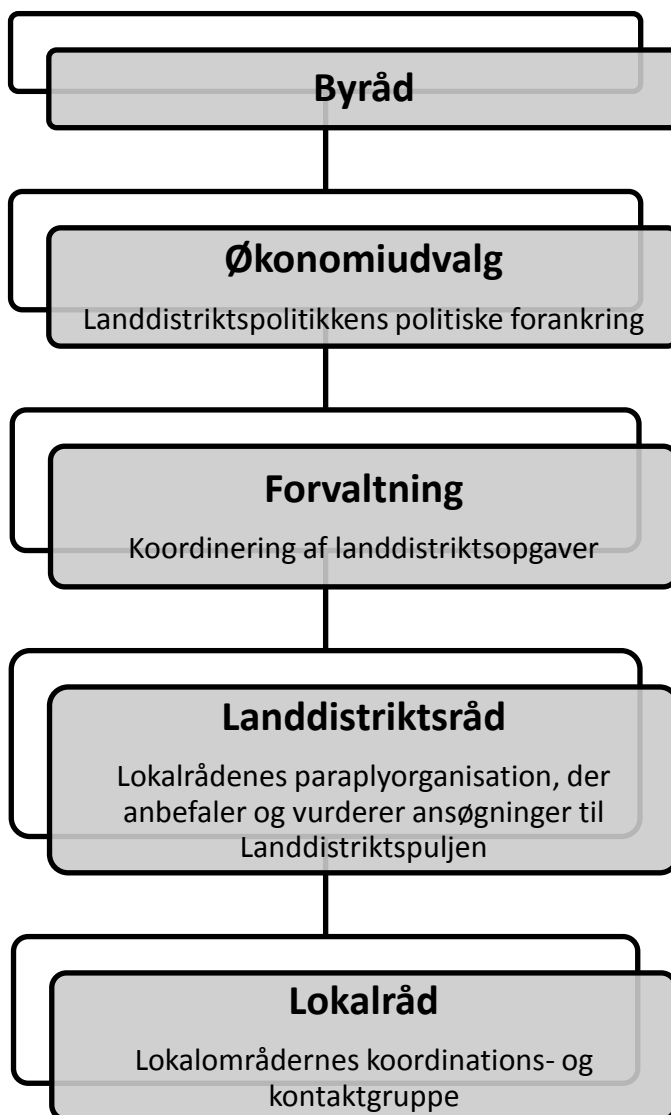 Byråd
Økonomiudvalg
Landdistriktspolitikkens politiske forankring
Forvaltning
Koordinering af landdistriktsopgaver
Landdistriktsråd
Lokalrådenes paraplyorganisation, der
anbefaler og vurderer ansøgninger til
Landdistriktspuljen
Lokalråd
Lokalområdernes koordinations- og
kontaktgruppe